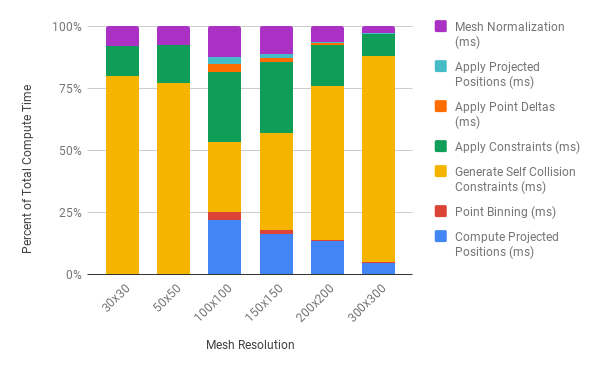 100%
75%
50%
25%
0%
Percent of Total Compute Time
30x30
50x50
100x100
150x150
200x200
300x300
Mesh Resolution
Mesh Normalization
(ms)
Apply Projected
Positions (ms)
Apply Point Deltas
(ms)
Apply Constraints (ms)
Generate Self Collision
Constraints (ms)
Point Binning (ms)
Compute Projected
Positions (ms)